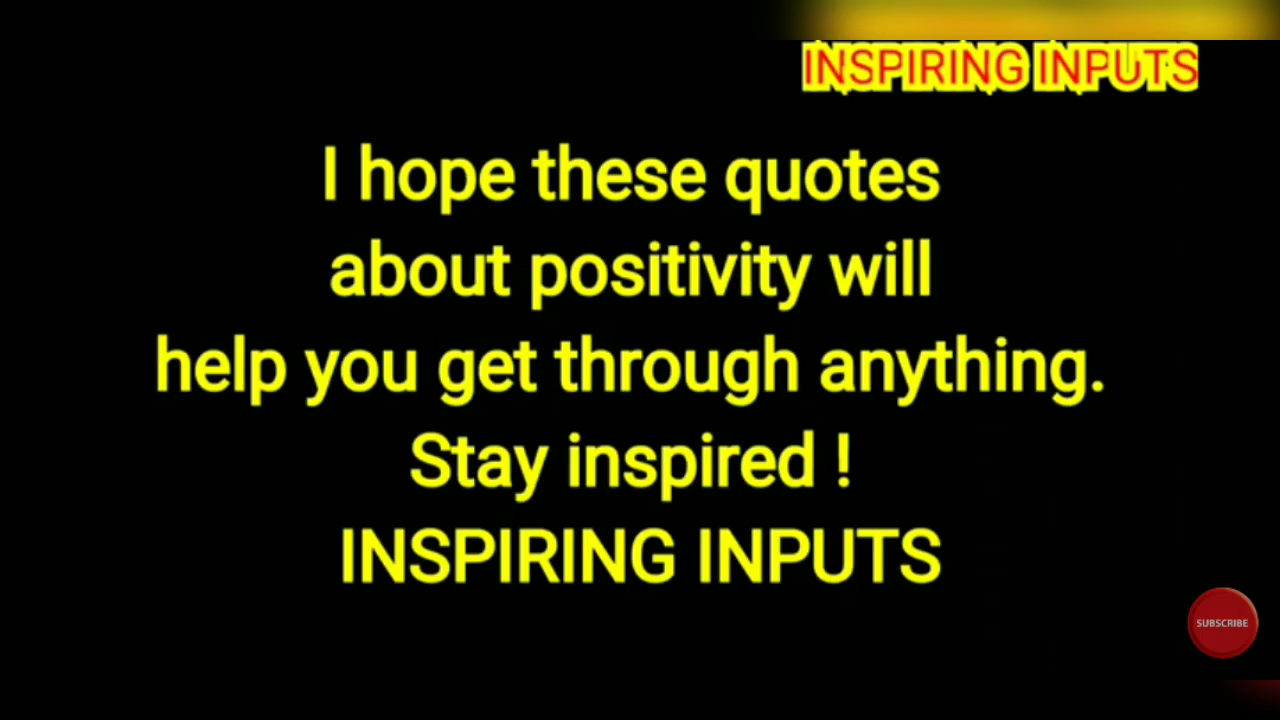 INSPIRING INPUTS
I hope these quotes
about positivity will
help you get through anything.
Stay inspired !
INSPIRING INPUTS
SUBSCRIBE